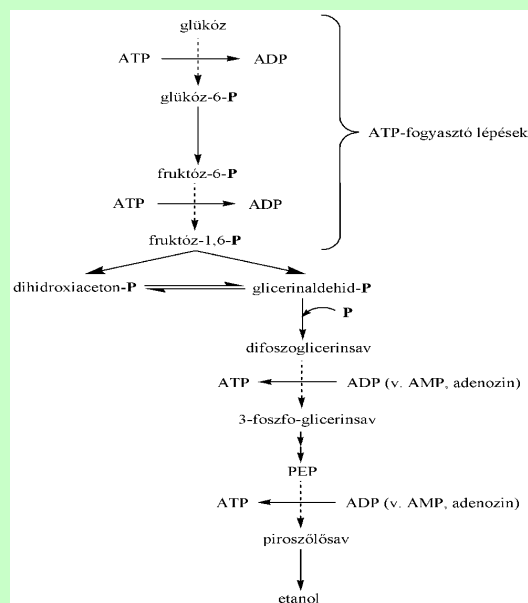 glükóz
ATP ADP
glükóz-6-P
ATP-fogyasztó lépések
fruktóz-6-P
ATP ADP
fruktóz-1,6-P
dihidroxiaceton-P glicerinaldehid-P
P
difoszoglicerinsav
ATP ADP (v. AMP, adenozin)
3-foszfo-glicerinsav
PEP
ATP ADP (v. AMP, adenozin)
piroszőlősav
etanol